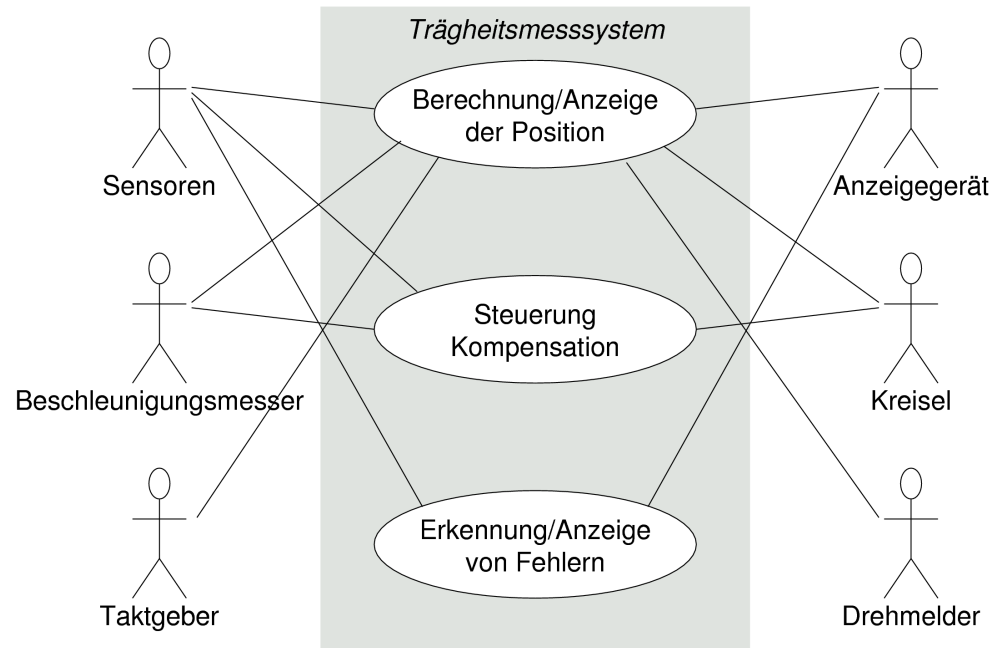 Trägheitsmesssystem
Berechnung/Anzeige
der Position
Sensoren
Anzeigegerät
Steuerung
Kompensation
Beschleunigungsmesser
Kreisel
Erkennung/Anzeige
von Fehlern
Taktgeber
Drehmelder